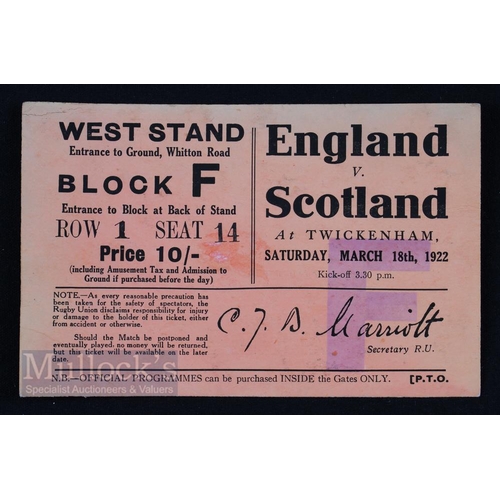 WEST STAND
Entrance to Ground, Whitton Road
BLOCK F
Entrance to Block at Back of Stand
ROW 1 SEAT 14
Price 10/-
(including Amusement Tax and Admission to
Ground if purchased before the day)
NOTE.—As every reasonable precaution has
been taken for the safety of spectators, the
Rugby Union disclaims responsibility for injury
or damage to the holder of this ticket, either
from accident or otherwise.
Should the Match be postponed and
eventually played, no money will be returned,
but this ticket will be available on the later
date.
England
V.
Scotland
At TWICKENHAM,
SATURDAY, MARCH 18th, 1922
Kick-off 3.30 p.m.
F
C. J. B. Marriott
Secretary R.U.
N.B.—OFFICIAL PROGRAMMES can be purchased INSIDE the Gates ONLY. [P.T.O.
Mullock's
Specialist Auctioneers & Valuers